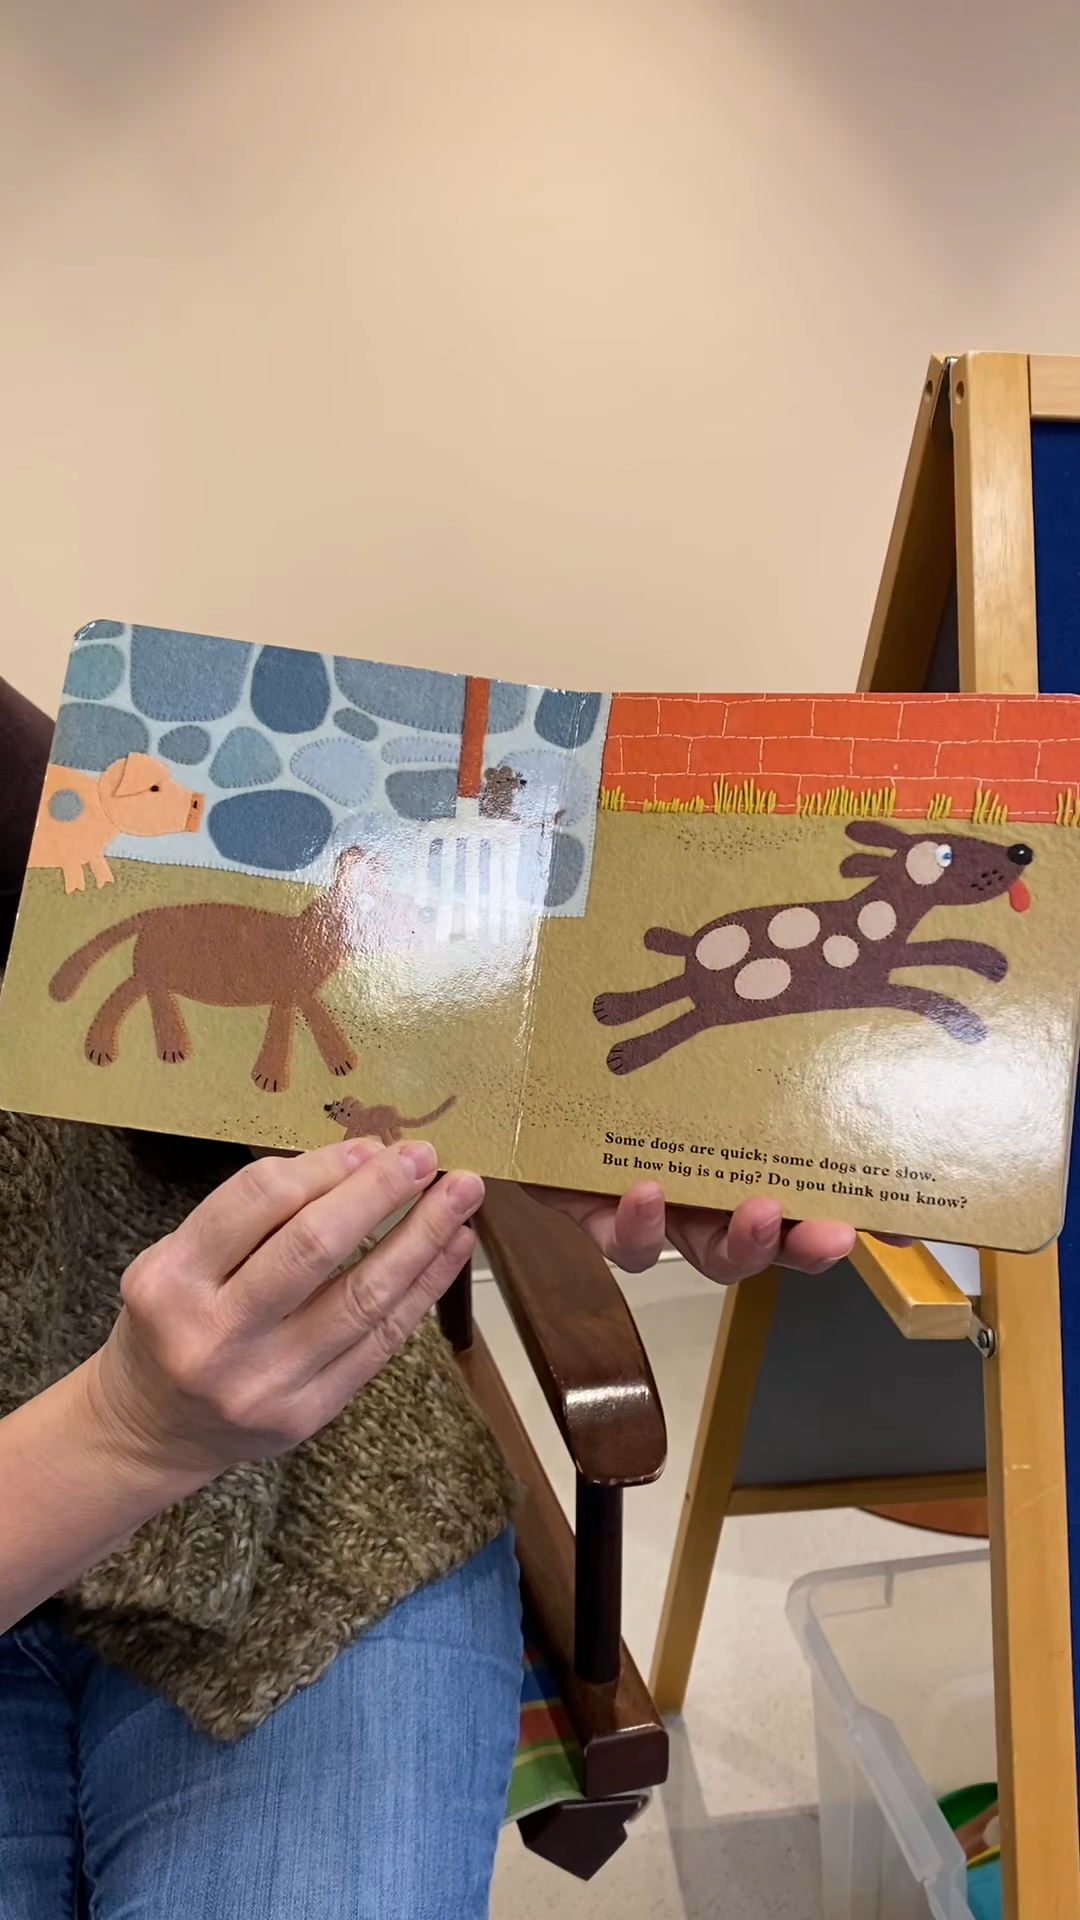 Some dogs are quick; some dogs are slow.
But how big is a pig? Do you think you know?